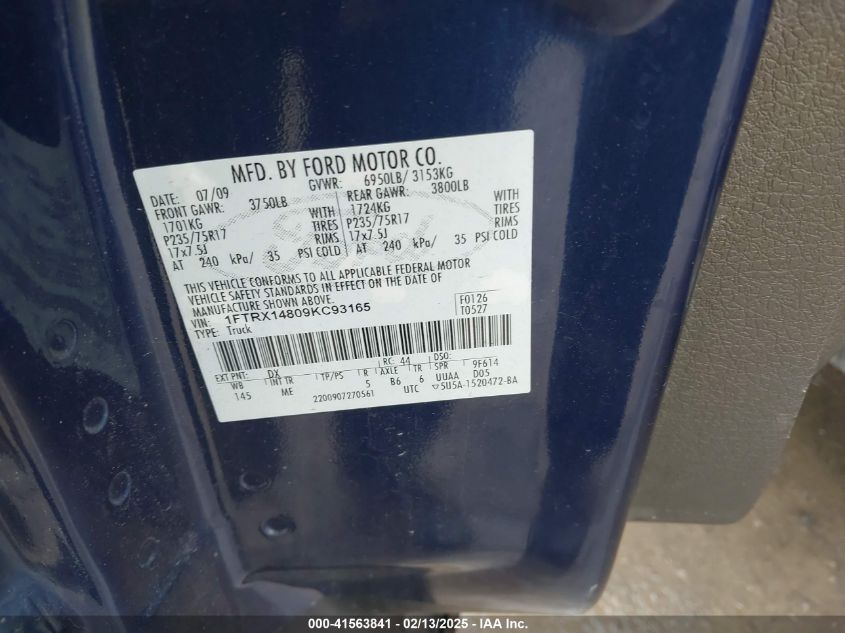 MFD. BY FORD MOTOR CO.
DATE: 07/09 GVWR: 6950LB/ 3153KG
FRONT GAWR: 3750LB REAR GAWR: 3800LB
1701KG WITH 1724KG WITH
P235/75R17 TIRES P235/75R17 TIRES
17x7.5J RIMS 17x7.5J RIMS
AT 240 kPa/ 35 PSI COLD AT 240 kPa/ 35 PSI COLD
Ford
THIS VEHICLE CONFORMS TO ALL APPLICABLE FEDERAL MOTOR
VEHICLE SAFETY STANDARDS IN EFFECT ON THE DATE OF
MANUFACTURE SHOWN ABOVE.
VIN: 1FTRX14809KC93165 F0126
TYPE: Truck T0527
EXT PNT: DX RC: 44 DSO:
WB INT TR TP/PS R AXLE TR SPR 9F614
145 ME 5 B6 6 UUAA D05
2200907270561 UTC 5U5A-1520472-BA
000-41563841 - 02/13/2025 - IAA Inc.